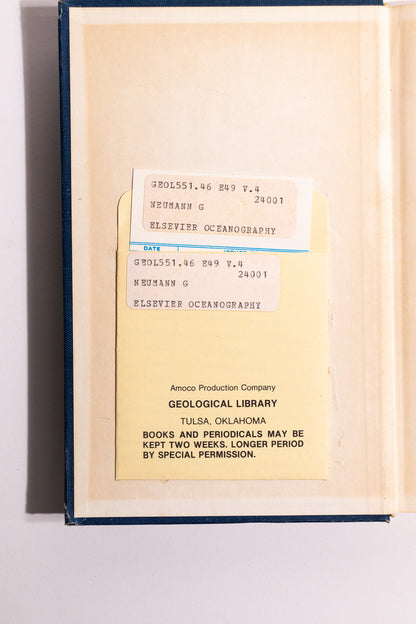 GEOL551.46 E49 V.4
24001
NEUMANN G
ELSEVIER OCEANOGRAPHY
DATE
GEOL551.46 E49 V.4
24001
NEUMANN G
ELSEVIER OCEANOGRAPHY
Amoco Production Company
GEOLOGICAL LIBRARY
TULSA, OKLAHOMA
BOOKS AND PERIODICALS MAY BE
KEPT TWO WEEKS. LONGER PERIOD
BY SPECIAL PERMISSION.